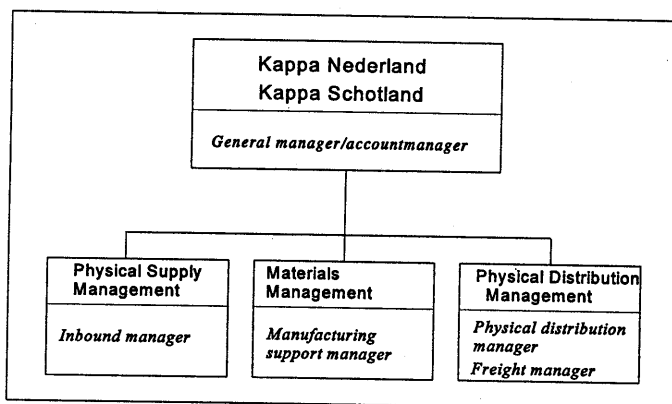 Kappa Nederland
Kappa Schotland
General manager/accountmanager
Physical Supply
Management
Inbound manager
Materials
Management
Manufacturing
support manager
Physical Distribution
Management
Physical distribution
manager
Freight manager